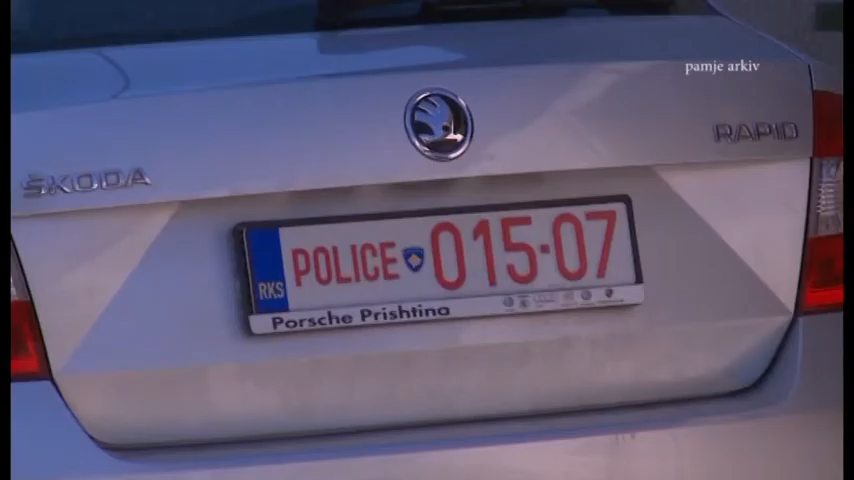 pamje arkiv
RAPID
ŠKODA
RKS POLICE 015-07
Porsche Prishtina